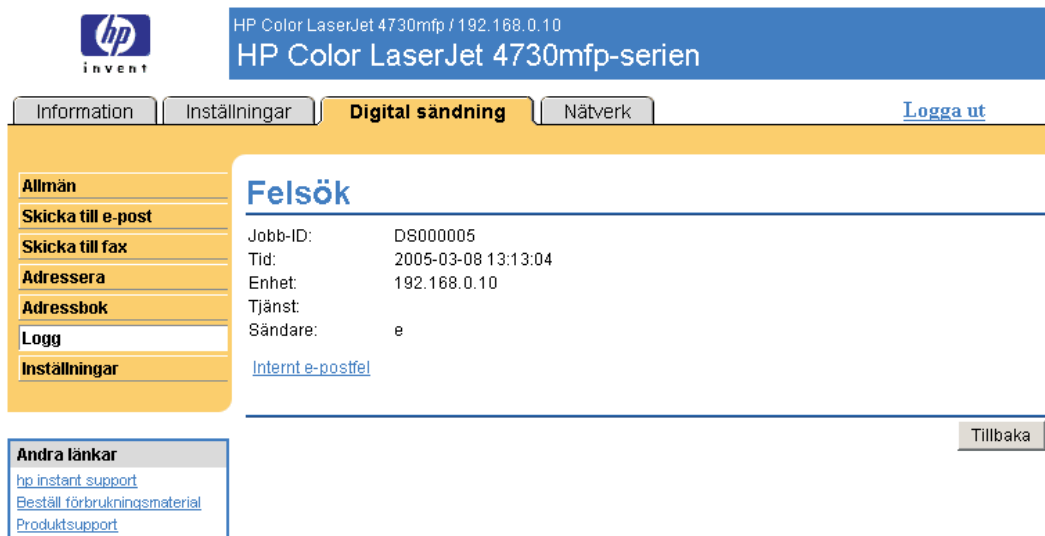 hp
invent
HP Color LaserJet 4730mfp / 192.168.0.10
HP Color LaserJet 4730mfp-serien
Information Inställningar Digital sändning Nätverk Logga ut
Allmän
Skicka till e-post
Skicka till fax
Adressera
Adressbok
Logg
Inställningar
Felsök
Jobb-ID: DS000005
Tid: 2005-03-08 13:13:04
Enhet: 192.168.0.10
Tjänst:
Sändare: e
Internt e-postfel
Tillbaka
Andra länkar
hp instant support
Beställ förbrukningsmaterial
Produktsupport